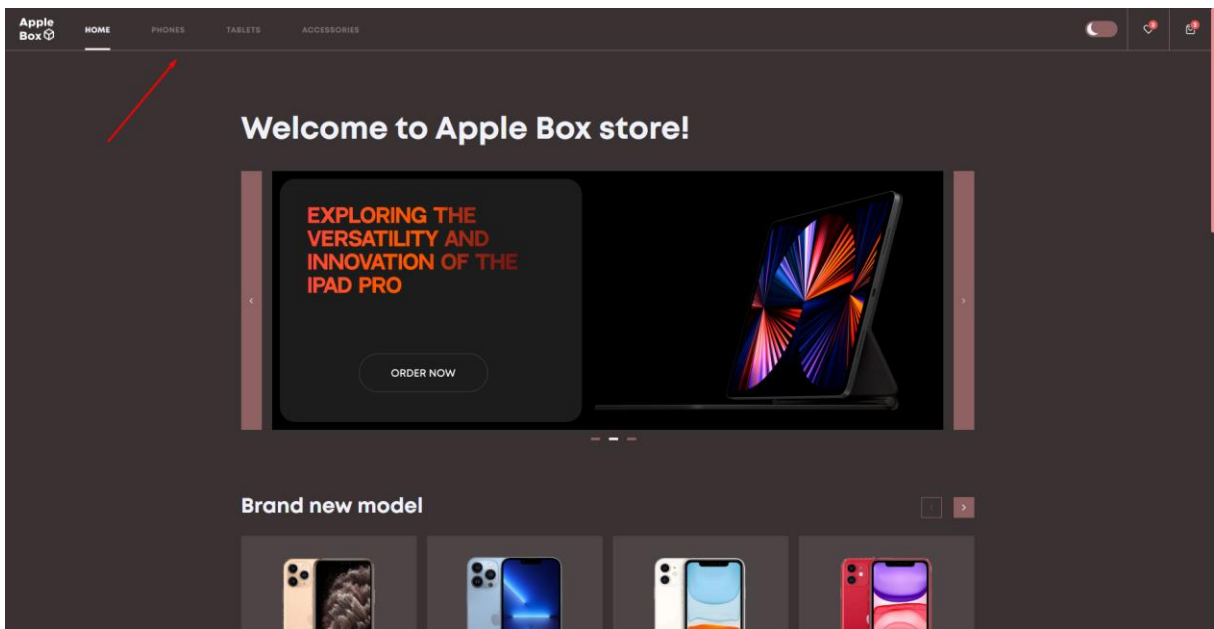 Apple
Box
HOME
PHONES
TABLETS
ACCESSORIES
Welcome to Apple Box store!
EXPLORING THE
VERSATILITY AND
INNOVATION OF THE
IPAD PRO
ORDER NOW
Brand new model